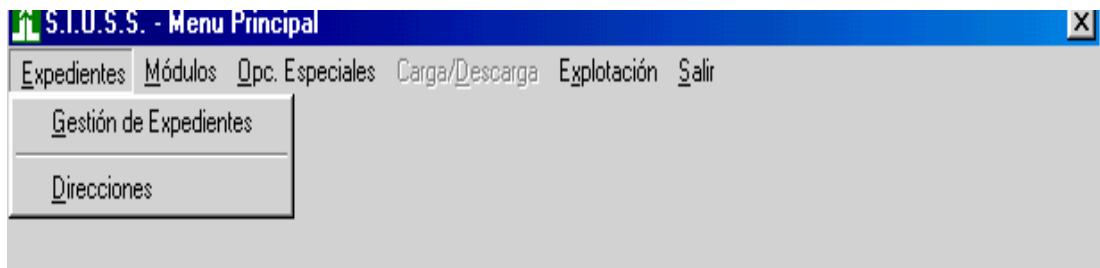 S.I.U.S.S. - Menu Principal
Expedientes Módulos Opc. Especiales Carga/Descarga Explotación Salir
Gestión de Expedientes
Direcciones